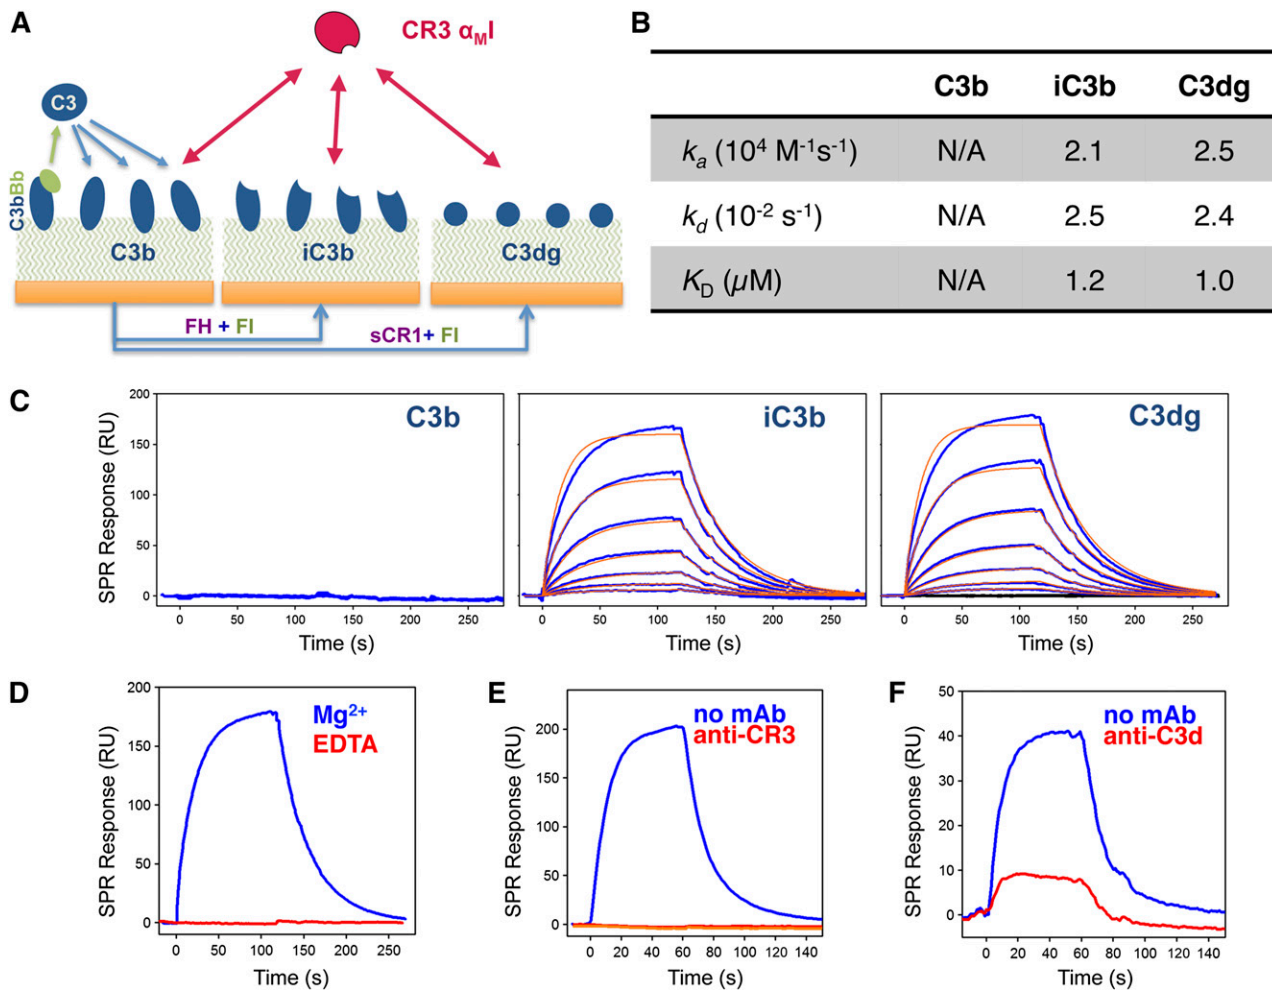 A
CR3 αMI
C3
C3bBb
C3b
iC3b
C3dg
FH + FI
sCR1+ FI
B
C3b iC3b C3dg
ka (10⁴ M⁻¹s⁻¹) N/A 2.1 2.5
kd (10⁻² s⁻¹) N/A 2.5 2.4
KD (μM) N/A 1.2 1.0
C
C3b
iC3b
C3dg
SPR Response (RU)
200
150
100
50
0
0 50 100 150 200 250
0 50 100 150 200 250
0 50 100 150 200 250
Time (s)
Time (s)
Time (s)
D
Mg²⁺
EDTA
SPR Response (RU)
200
150
100
50
0
0 50 100 150 200 250
Time (s)
E
no mAb
anti-CR3
SPR Response (RU)
200
150
100
50
0
0 20 40 60 80 100 120 140
Time (s)
F
no mAb
anti-C3d
SPR Response (RU)
50
40
30
20
10
0
0 20 40 60 80 100 120 140
Time (s)